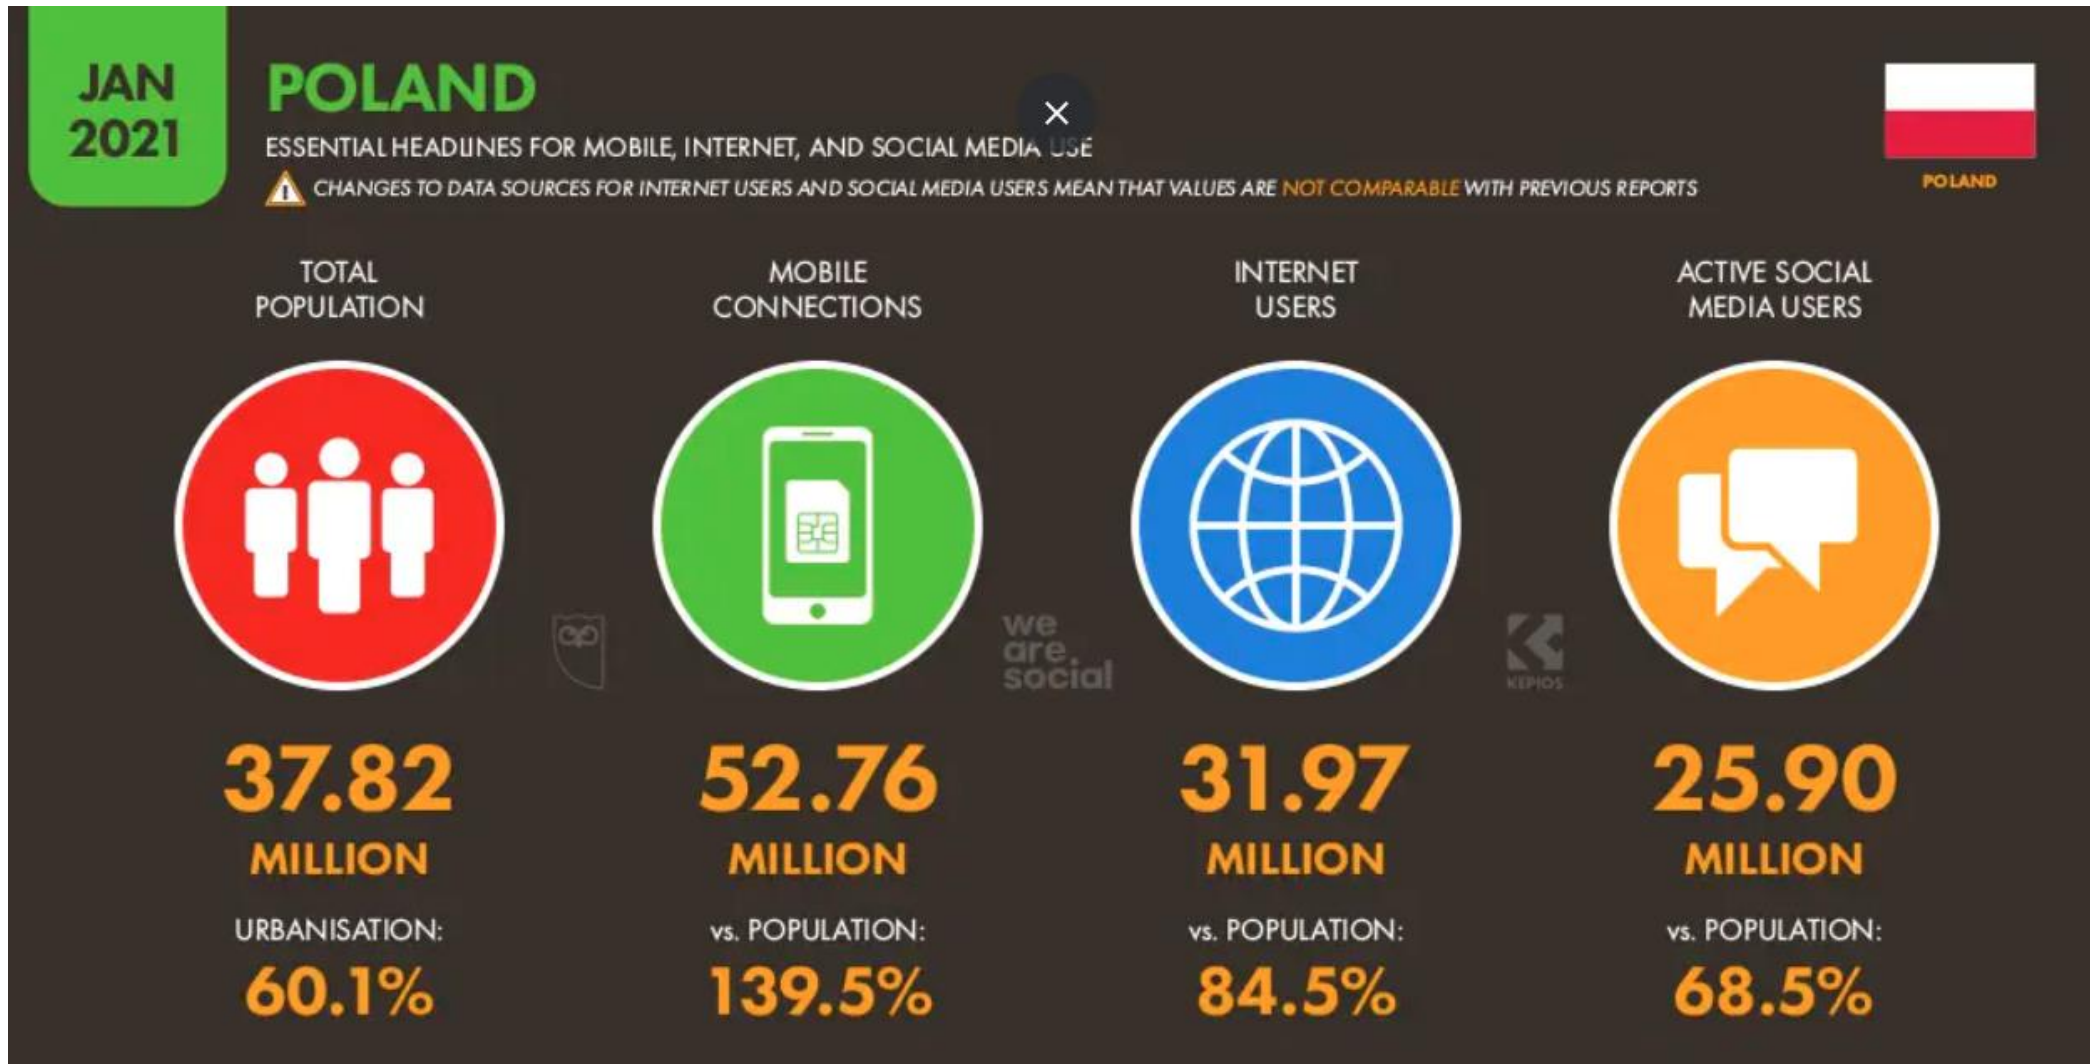 JAN
2021
POLAND
ESSENTIAL HEADLINES FOR MOBILE, INTERNET, AND SOCIAL MEDIA USE
CHANGES TO DATA SOURCES FOR INTERNET USERS AND SOCIAL MEDIA USERS MEAN THAT VALUES ARE NOT COMPARABLE WITH PREVIOUS REPORTS
POLAND
TOTAL
POPULATION
37.82
MILLION
URBANISATION:
60.1%
MOBILE
CONNECTIONS
52.76
MILLION
vs. POPULATION:
139.5%
INTERNET
USERS
31.97
MILLION
vs. POPULATION:
84.5%
ACTIVE SOCIAL
MEDIA USERS
25.90
MILLION
vs. POPULATION:
68.5%
we
are
social
KEPIOS